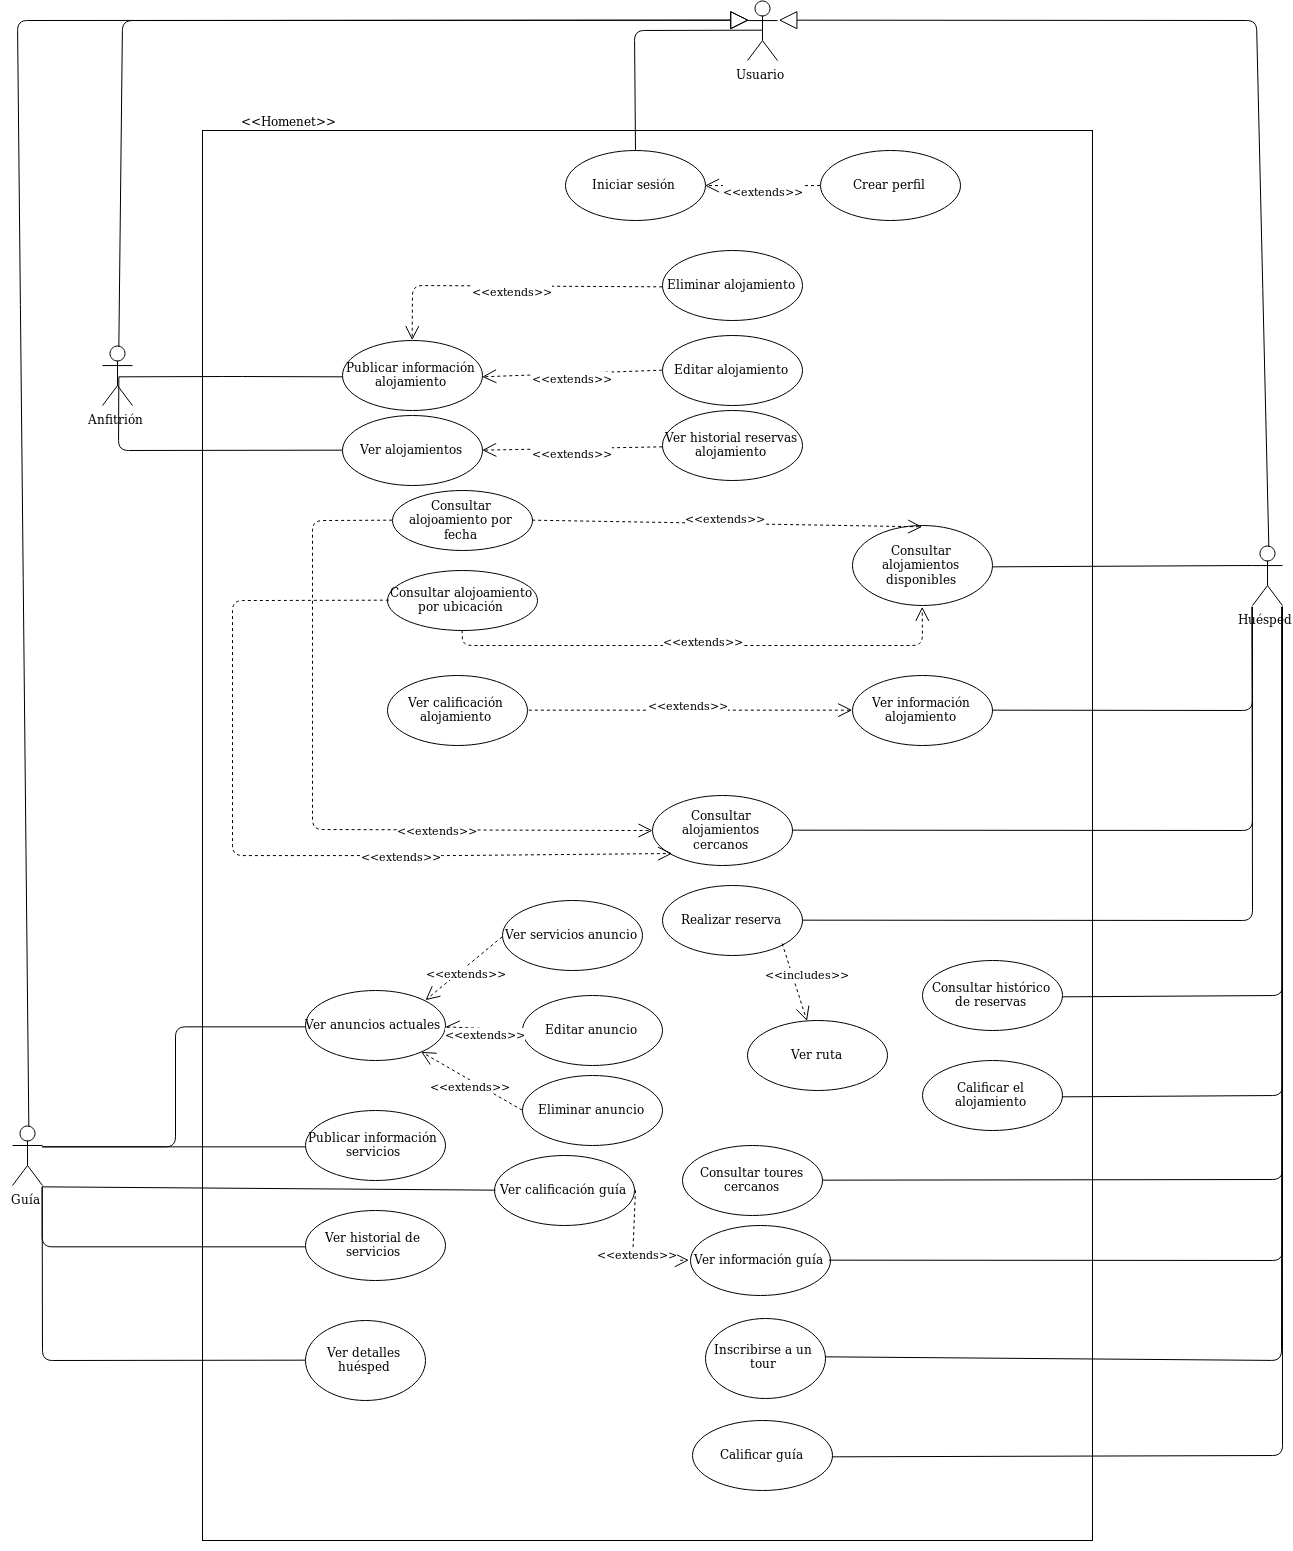 Usuario
<<Homenet>>
Iniciar sesión
<<extends>>
Crear perfil
Eliminar alojamiento
<<extends>>
Publicar información
alojamiento
<<extends>>
Editar alojamiento
Anfitrión
Ver alojamientos
<<extends>>
Ver historial reservas
alojamiento
Consultar
alojoamiento por
fecha
<<extends>>
Consultar
alojamientos
disponibles
Consultar alojoamiento
por ubicación
<<extends>>
Huésped
Ver calificación
alojamiento
<<extends>>
Ver información
alojamiento
<<extends>>
Consultar
alojamientos
cercanos
<<extends>>
Realizar reserva
Ver servicios anuncio
<<extends>>
<<includes>>
Consultar histórico
de reservas
Ver anuncios actuales
<<extends>>
Editar anuncio
Ver ruta
<<extends>>
Eliminar anuncio
Calificar el
alojamiento
Publicar información
servicios
Guía
Ver calificación guía
Consultar toures
cercanos
Ver historial de
servicios
<<extends>>
Ver información guía
Ver detalles
huésped
Inscribirse a un
tour
Calificar guía